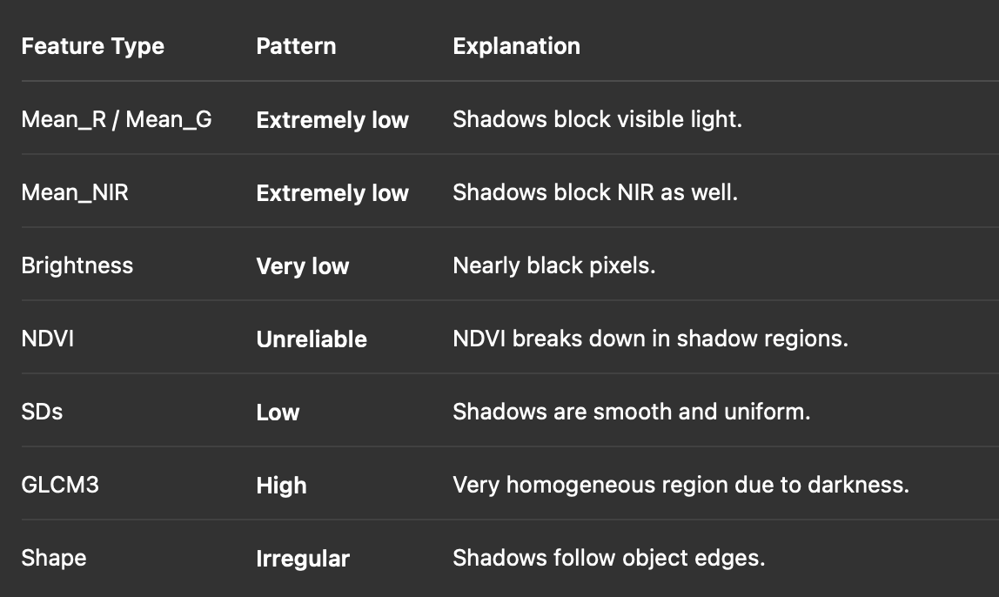 Feature Type Pattern Explanation
Mean_R / Mean_G Extremely low Shadows block visible light.
Mean_NIR Extremely low Shadows block NIR as well.
Brightness Very low Nearly black pixels.
NDVI Unreliable NDVI breaks down in shadow regions.
SDs Low Shadows are smooth and uniform.
GLCM3 High Very homogeneous region due to darkness.
Shape Irregular Shadows follow object edges.